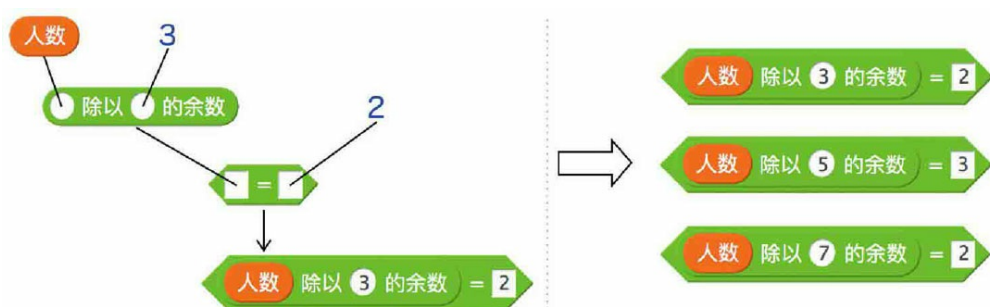 人数
3
除以 的余数
2
=
人数 除以 3 的余数 = 2
人数 除以 3 的余数 = 2
人数 除以 5 的余数 = 3
人数 除以 7 的余数 = 2